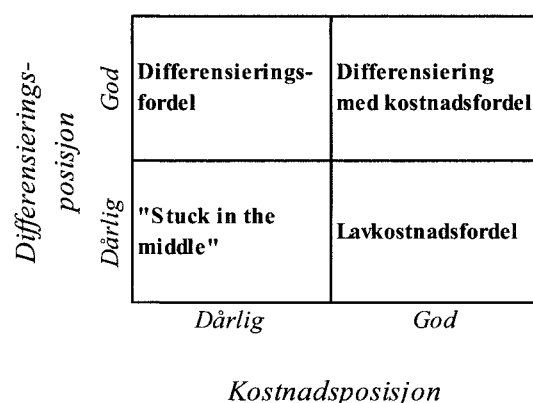 Differensierings-
posisjon
God
Dårlig
Differensierings-
fordel
Differensiering
med kostnadsfordel
"Stuck in the
middle"
Lavkostnadsfordel
Dårlig
God
Kostnadsposisjon